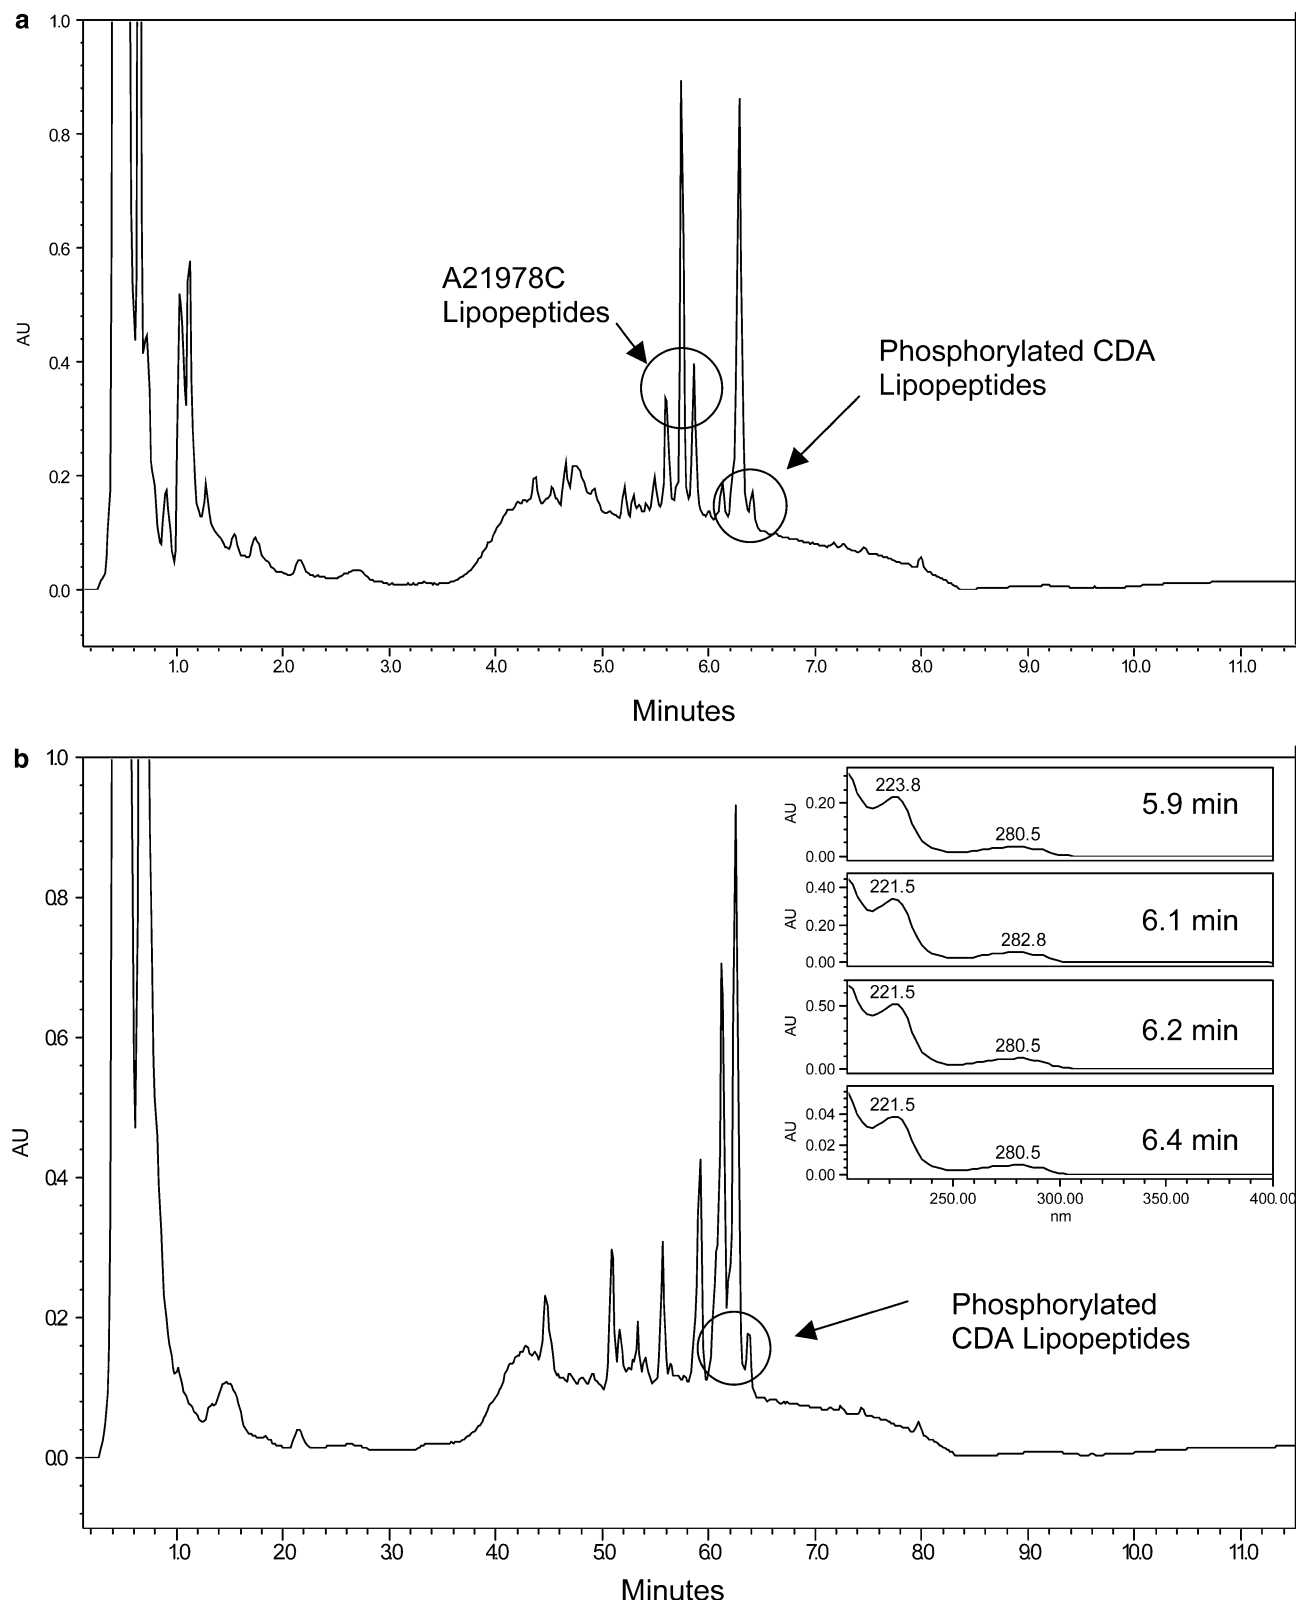 a
1.0
0.8
0.6
0.4
0.2
0.0
AU
A21978C
Lipopeptides
Phosphorylated CDA
Lipopeptides
1.0 2.0 3.0 4.0 5.0 6.0 7.0 8.0 9.0 10.0 11.0
Minutes
b
1.0
0.8
0.6
0.4
0.2
0.0
AU
223.8
280.5
5.9 min
AU
0.20
0.00
221.5
282.8
6.1 min
AU
0.40
0.20
0.00
221.5
280.5
6.2 min
AU
0.50
0.00
221.5
280.5
6.4 min
AU
0.04
0.02
0.00
250.00 300.00 350.00 400.00
nm
Phosphorylated
CDA Lipopeptides
1.0 2.0 3.0 4.0 5.0 6.0 7.0 8.0 9.0 10.0 11.0
Minutes